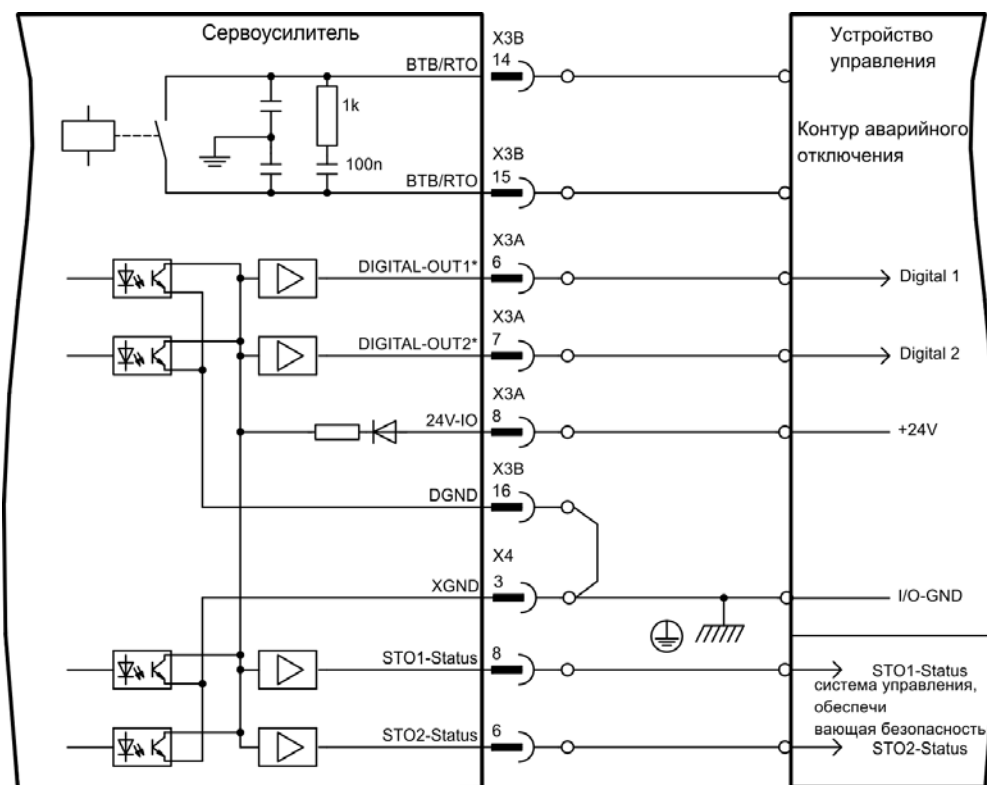 Сервоусилитель
Устройство
управления
X3B
BTB/RTO
14
1k
Контур аварийного
отключения
100n
X3B
BTB/RTO
15
X3A
DIGITAL-OUT1*
6
Digital 1
X3A
DIGITAL-OUT2*
7
Digital 2
X3A
24V-IO
8
+24V
X3B
DGND
16
X4
XGND
3
I/O-GND
STO1-Status
8
STO1-Status
система управления,
обеспечи
вающая безопасность
STO2-Status
6
STO2-Status